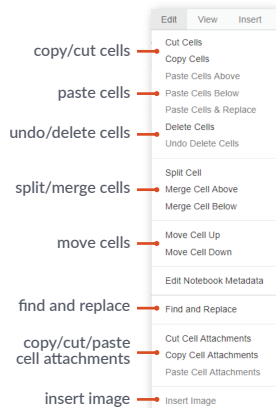 Edit View Insert
copy/cut cells
Cut Cells
Copy Cells
Paste Cells Above
paste cells
Paste Cells Below
Paste Cells & Replace
undo/delete cells
Delete Cells
Undo Delete Cells
Split Cell
split/merge cells
Merge Cell Above
Merge Cell Below
Move Cell Up
move cells
Move Cell Down
Edit Notebook Metadata
find and replace
Find and Replace
copy/cut/paste
cell attachments
Cut Cell Attachments
Copy Cell Attachments
Paste Cell Attachments
insert image
Insert Image